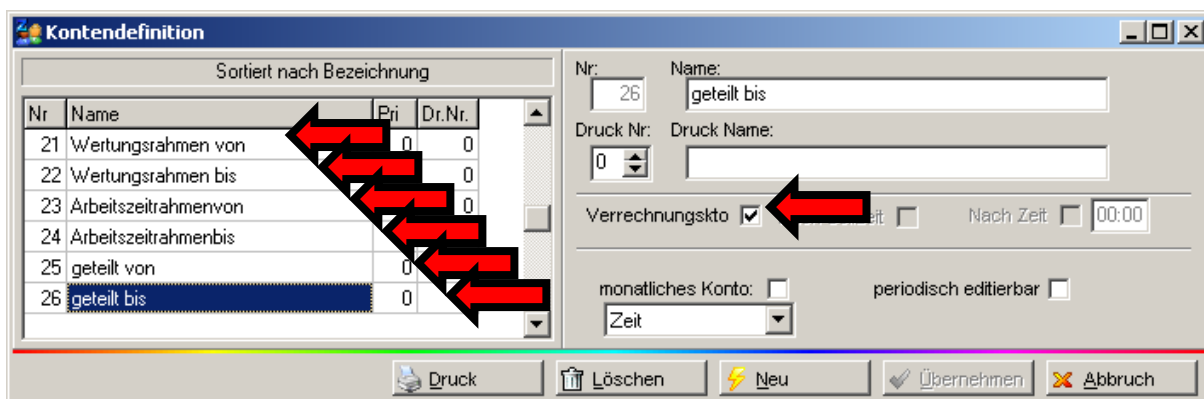 Kontendefinition
Sortiert nach Bezeichnung
Nr Name Pri Dr.Nr.
21 Wertungsrahmen von 0 0
22 Wertungsrahmen bis 0
23 Arbeitszeitrahmenvon 0
24 Arbeitszeitrahmenbis
25 geteilt von 0
26 geteilt bis 0
Nr: Name:
26 geteilt bis
Druck Nr: Druck Name:
0
Verrechnungskto Nach Zeit 00:00
monatliches Konto: periodisch editierbar
Zeit
Druck Löschen Neu Übernehmen Abbruch